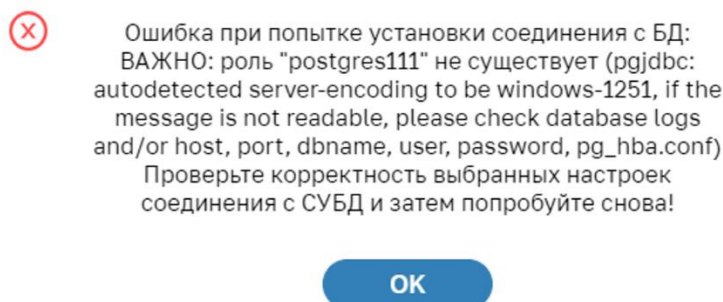 Ошибка при попытке установки соединения с БД:
ВАЖНО: роль "postgres111" не существует (pgjdbc:
autodetected server-encoding to be windows-1251, if the
message is not readable, please check database logs
and/or host, port, dbname, user, password, pg_hba.conf)
Проверьте корректность выбранных настроек
соединения с СУБД и затем попробуйте снова!
OK